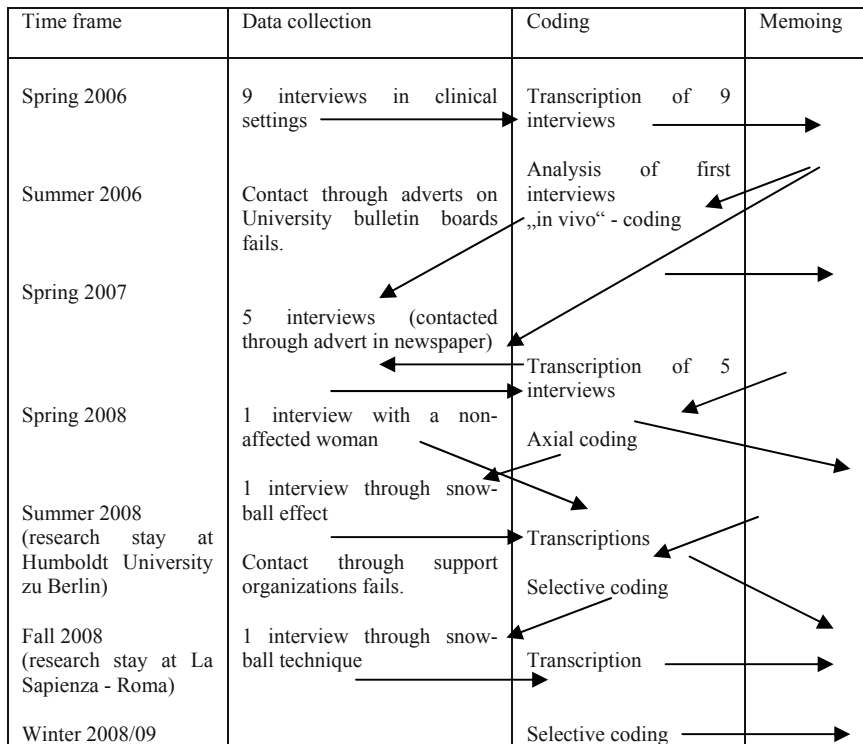 Time frame
Data collection
Coding
Memoing
Spring 2006
9 interviews in clinical
settings
Transcription of 9
interviews
Summer 2006
Contact through adverts on
University bulletin boards
fails.
Analysis of first
interviews
„in vivo“ - coding
Spring 2007
5 interviews (contacted
through advert in newspaper)
Transcription of 5
interviews
Spring 2008
1 interview with a non-
affected woman
Axial coding
1 interview through snow-
ball effect
Summer 2008
(research stay at
Humboldt University
zu Berlin)
Transcriptions
Contact through support
organizations fails.
Selective coding
Fall 2008
(research stay at La
Sapienza - Roma)
1 interview through snow-
ball technique
Transcription
Winter 2008/09
Selective coding